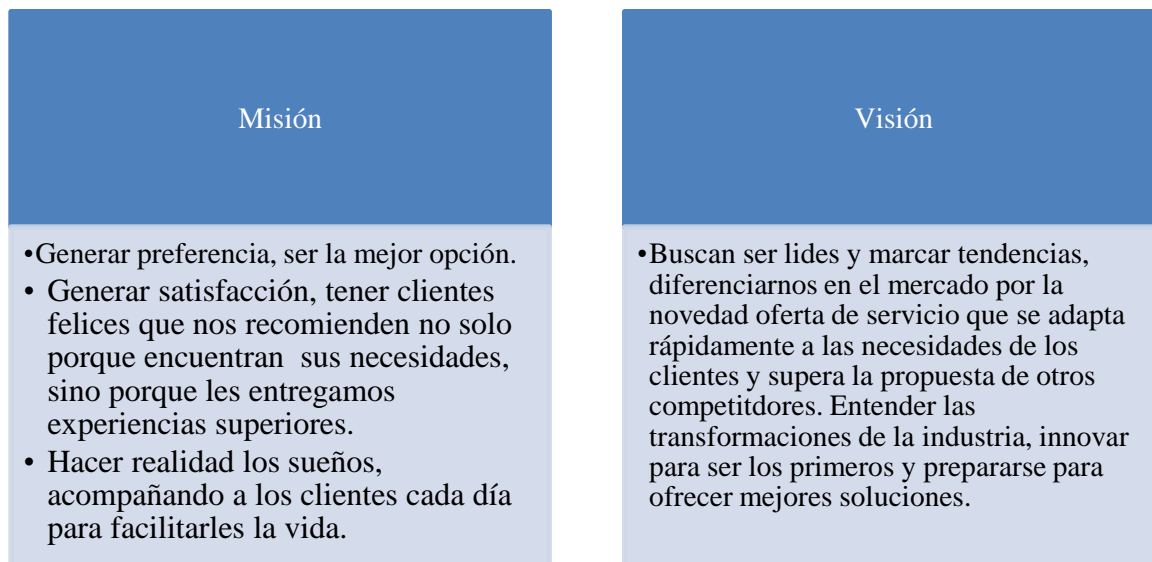 Misión
•Generar preferencia, ser la mejor opción.
• Generar satisfacción, tener clientes
felices que nos recomienden no solo
porque encuentran sus necesidades,
sino porque les entregamos
experiencias superiores.
• Hacer realidad los sueños,
acompañando a los clientes cada día
para facilitarles la vida.
Visión
•Buscan ser lides y marcar tendencias,
diferenciarnos en el mercado por la
novedad oferta de servicio que se adapta
rápidamente a las necesidades de los
clientes y supera la propuesta de otros
competitdores. Entender las
transformaciones de la industria, innovar
para ser los primeros y prepararse para
ofrecer mejores soluciones.